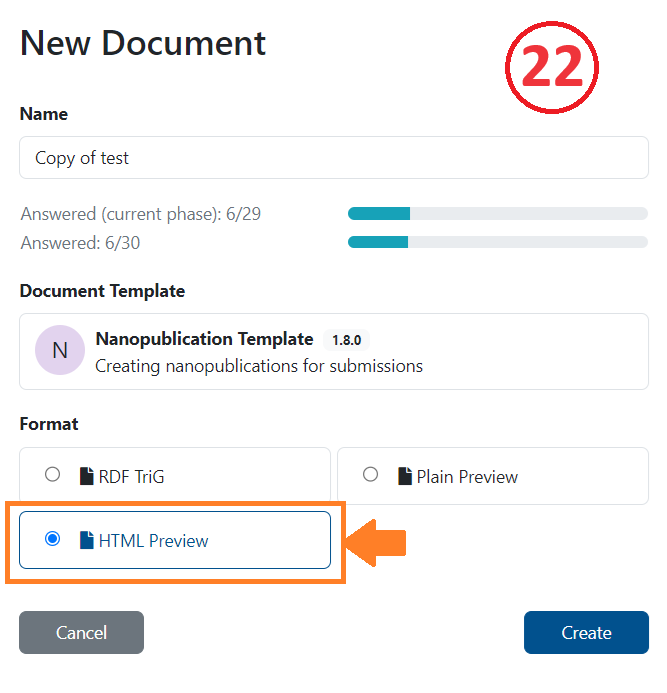 New Document
22
Name
Copy of test
Answered (current phase): 6/29
Answered: 6/30
Document Template
N
Nanopublication Template 1.8.0
Creating nanopublications for submissions
Format
RDF TriG
Plain Preview
HTML Preview
Cancel
Create